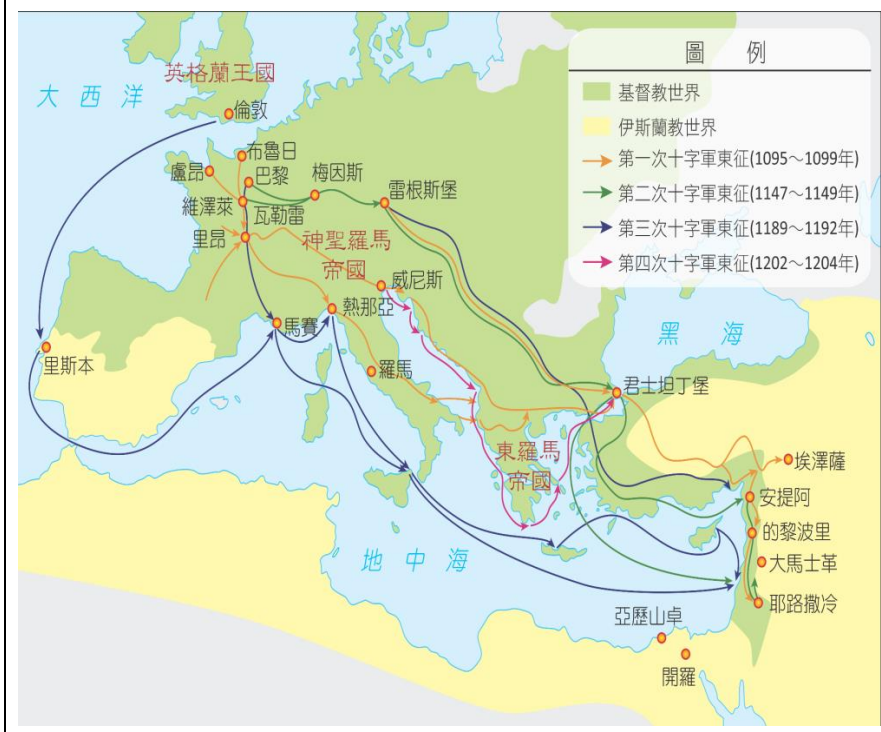 圖 例
基督教世界
伊斯蘭教世界
第一次十字軍東征(1095～1099年)
第二次十字軍東征(1147～1149年)
第三次十字軍東征(1189～1192年)
第四次十字軍東征(1202～1204年)
英格蘭王國
大西洋
倫敦
布魯日
盧昂
巴黎
梅因斯
雷根斯堡
維澤萊
瓦勒雷
里昂
神聖羅馬
帝國
威尼斯
熱那亞
馬賽
黑海
里斯本
羅馬
君士坦丁堡
東羅馬
帝國
埃澤薩
安提阿
的黎波里
地中海
大馬士革
耶路撒冷
亞歷山卓
開羅